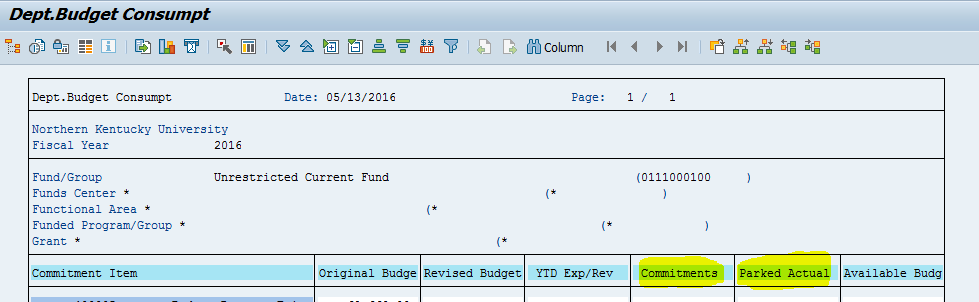 Dept.Budget Consumpt
Column
Dept.Budget Consumpt Date: 05/13/2016 Page: 1 / 1
Northern Kentucky University
Fiscal Year 2016
Fund/Group Unrestricted Current Fund (0111000100 )
Funds Center * (* )
Functional Area * (*
Funded Program/Group * (* )
Grant * (*
Commitment Item Original Budge Revised Budget YTD Exp/Rev Commitments Parked Actual Available Budg